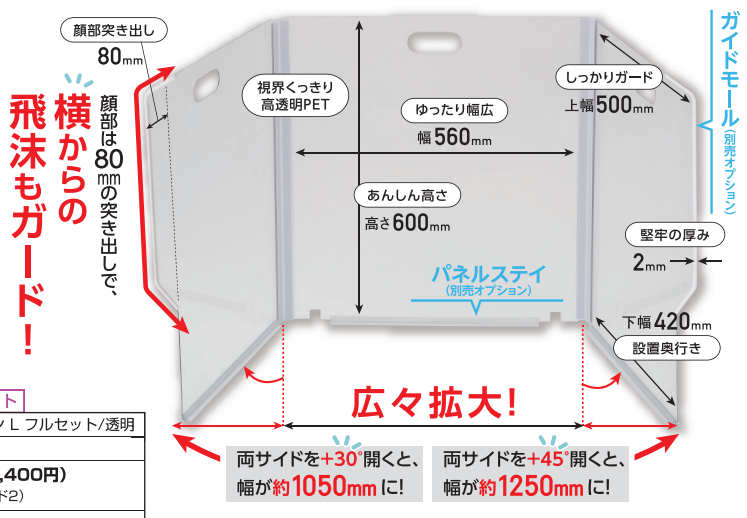 顔部突き出し
80mm
横からの
飛沫もガード！
顔部は80mmの突き出しで、
視界くっきり
高透明PET
ゆったり幅広
幅560mm
あんしん高さ
高さ600mm
しっかりガード
上幅500mm
ガイドモール(別売オプション)
堅牢の厚み
2mm
パネルステイ
(別売オプション)
下幅420mm
設置奥行き
広々拡大!
両サイドを+30°開くと、
幅が約1050mmに!
両サイドを+45°開くと、
幅が約1250mmに!
ト
L フルセット/透明
,400円)
ド2)